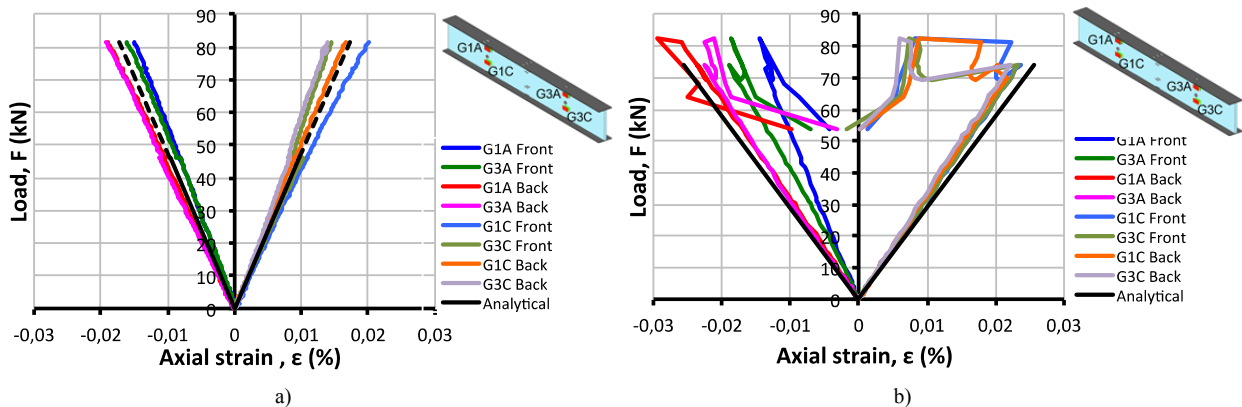 90
80
70
60
50
40
30
20
10
0
Load, F (kN)
-0,03
-0,02
-0,01
0
0,01
0,02
0,03
Axial strain , ε (%)
G1A
G1C
G3A
G3C
G1A Front
G3A Front
G1A Back
G3A Back
G1C Front
G3C Front
G1C Back
G3C Back
Analytical
a)
90
80
70
60
50
40
30
20
10
0
Load, F (kN)
-0,03
-0,02
-0,01
0
0,01
0,02
0,03
Axial strain, ε (%)
G1A
G1C
G3A
G3C
G1A Front
G3A Front
G1A Back
G3A Back
G1C Front
G3C Front
G1C Back
G3C Back
Analytical
b)